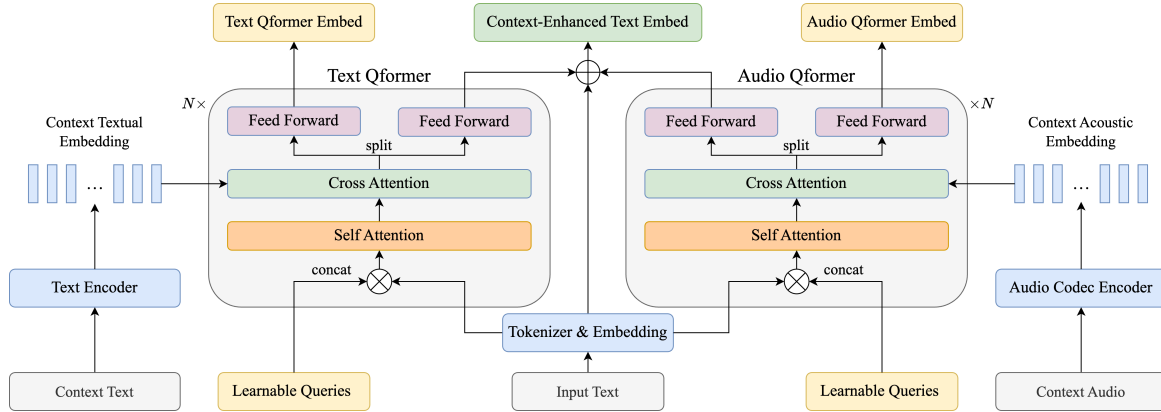 Text Qformer Embed
Context-Enhanced Text Embed
Audio Qformer Embed
Text Qformer
Audio Qformer
N×
×N
Context Textual
Embedding
Feed Forward
Feed Forward
Feed Forward
Feed Forward
Context Acoustic
Embedding
split
split
...
Cross Attention
Cross Attention
...
Self Attention
Self Attention
concat
concat
Text Encoder
Audio Codec Encoder
Tokenizer & Embedding
Context Text
Learnable Queries
Input Text
Learnable Queries
Context Audio